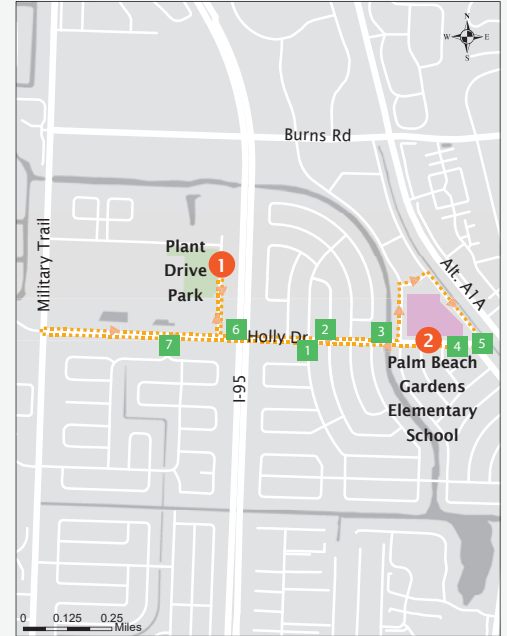 N
W E
S
Burns Rd
Military Trail
Plant
Drive
Park
1
Alt. A1A
6
Holly Dr
2
3
7
1
2
4
5
Palm Beach
Gardens
Elementary
School
I-95
0 0.125 0.25
Miles